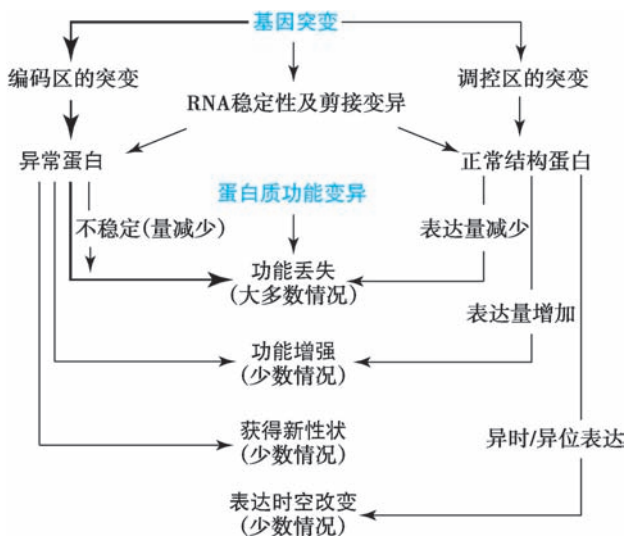 基因突变
编码区的突变
调控区的突变
RNA稳定性及剪接变异
异常蛋白
正常结构蛋白
蛋白质功能变异
不稳定(量减少)
表达量减少
功能丢失
(大多数情况)
表达量增加
功能增强
(少数情况)
获得新性状
(少数情况)
异时/异位表达
表达时空改变
(少数情况)